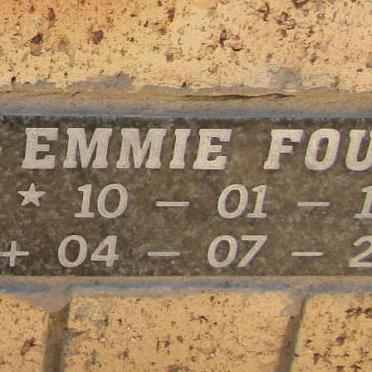 EMMIE FOU
★ 10 – 01 – 1
+ 04 – 07 – 2